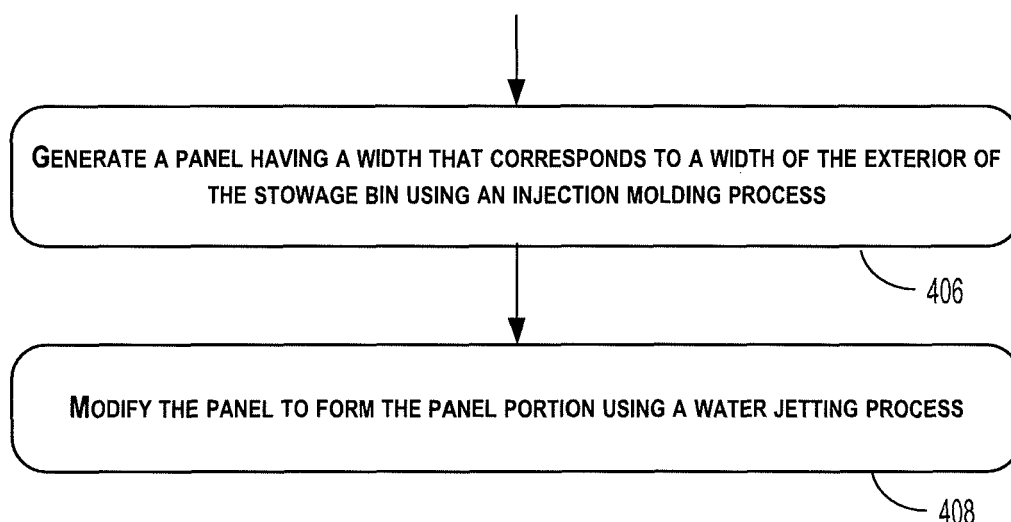 GENERATE A PANEL HAVING A WIDTH THAT CORRESPONDS TO A WIDTH OF THE EXTERIOR OF
THE STOWAGE BIN USING AN INJECTION MOLDING PROCESS
406
MODIFY THE PANEL TO FORM THE PANEL PORTION USING A WATER JETTING PROCESS
408